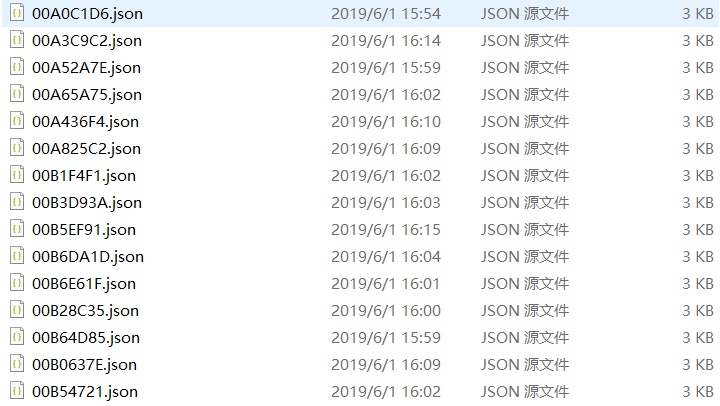 00A0C1D6.json 2019/6/1 15:54 JSON 源文件 3 KB
00A3C9C2.json 2019/6/1 16:14 JSON 源文件 3 KB
00A52A7E.json 2019/6/1 15:59 JSON 源文件 3 KB
00A65A75.json 2019/6/1 16:02 JSON 源文件 3 KB
00A436F4.json 2019/6/1 16:10 JSON 源文件 3 KB
00A825C2.json 2019/6/1 16:09 JSON 源文件 3 KB
00B1F4F1.json 2019/6/1 16:02 JSON 源文件 3 KB
00B3D93A.json 2019/6/1 16:03 JSON 源文件 3 KB
00B5EF91.json 2019/6/1 16:15 JSON 源文件 3 KB
00B6DA1D.json 2019/6/1 16:04 JSON 源文件 3 KB
00B6E61F.json 2019/6/1 16:01 JSON 源文件 3 KB
00B28C35.json 2019/6/1 16:00 JSON 源文件 3 KB
00B64D85.json 2019/6/1 15:59 JSON 源文件 3 KB
00B0637E.json 2019/6/1 16:09 JSON 源文件 3 KB
00B54721.json 2019/6/1 16:02 JSON 源文件 3 KB